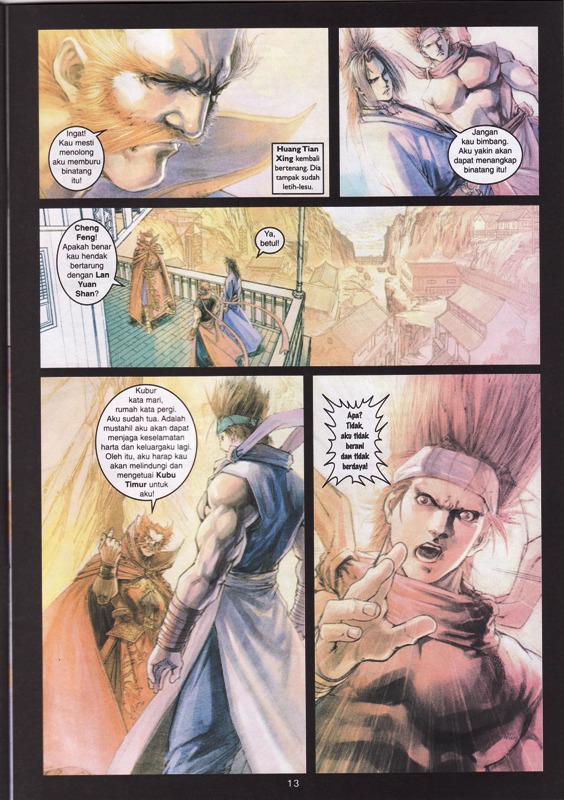 Ingat!
Kau mesti
menolong
aku memburu
binatang
itu!
Huang Tian
Xing kembali
bertenang. Dia
tampak sudah
letih-lesu.
Jangan
kau bimbang.
Aku yakin akan
dapat menangkap
binatang itu!
Cheng
Feng!
Apakah benar
kau hendak
bertarung
dengan Lan
Yuan
Shan?
Ya,
betul!
Kubur
kata mari,
rumah kata pergi.
Aku sudah tua. Adalah
mustahil aku akan dapat
menjaga keselamatan
harta dan keluargaku lagi.
Oleh itu, aku harap kau
akan melindungi dan
mengetuai Kubu
Timur untuk
aku!
Apa?
Tidak,
aku tidak
berani
dan tidak
berdaya!
13